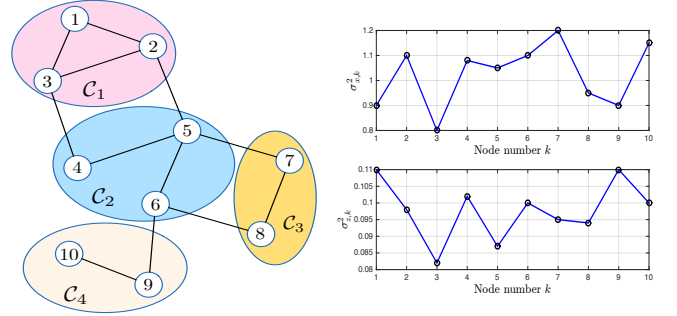 1
2
3
𝒞₁
5
4
7
𝒞₂
6
8
𝒞₃
10
9
𝒞₄
1.2
1.1
1
0.9
0.8
σ²ₓ,ₖ
1 2 3 4 5 6 7 8 9 10
Node number k
0.11
0.105
0.1
0.095
0.09
0.085
0.08
σ²_{z,k}
1 2 3 4 5 6 7 8 9 10
Node number k